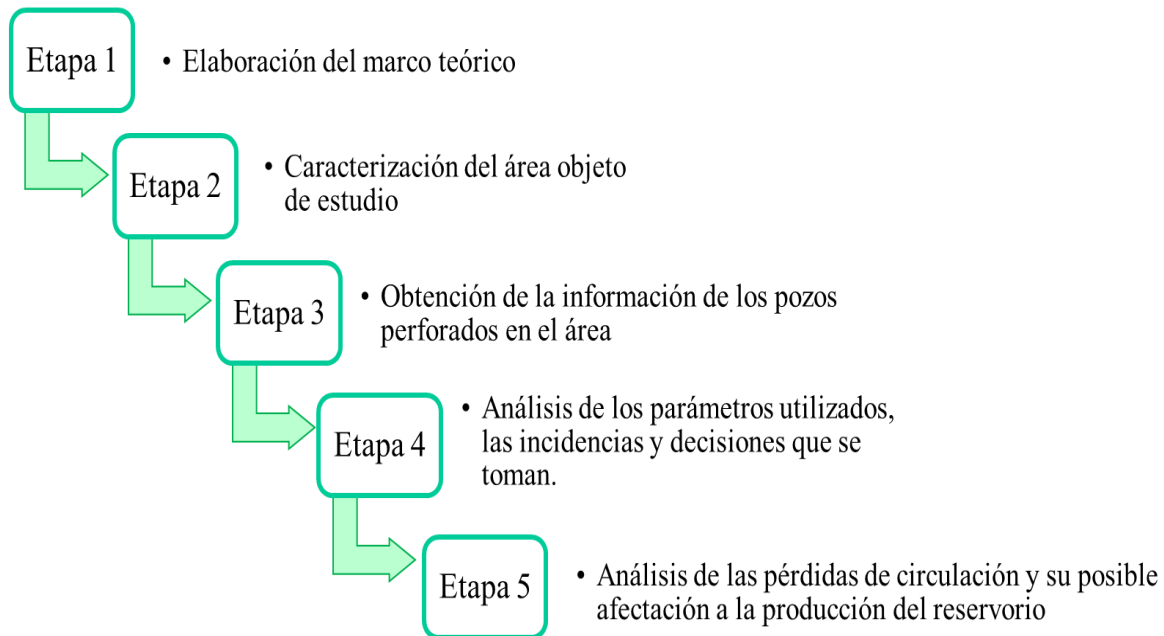 Etapa 1
• Elaboración del marco teórico
Etapa 2
• Caracterización del área objeto
de estudio
Etapa 3
• Obtención de la información de los pozos
perforados en el área
Etapa 4
• Análisis de los parámetros utilizados,
las incidencias y decisiones que se
toman.
Etapa 5
• Análisis de las pérdidas de circulación y su posible
afectación a la producción del reservorio